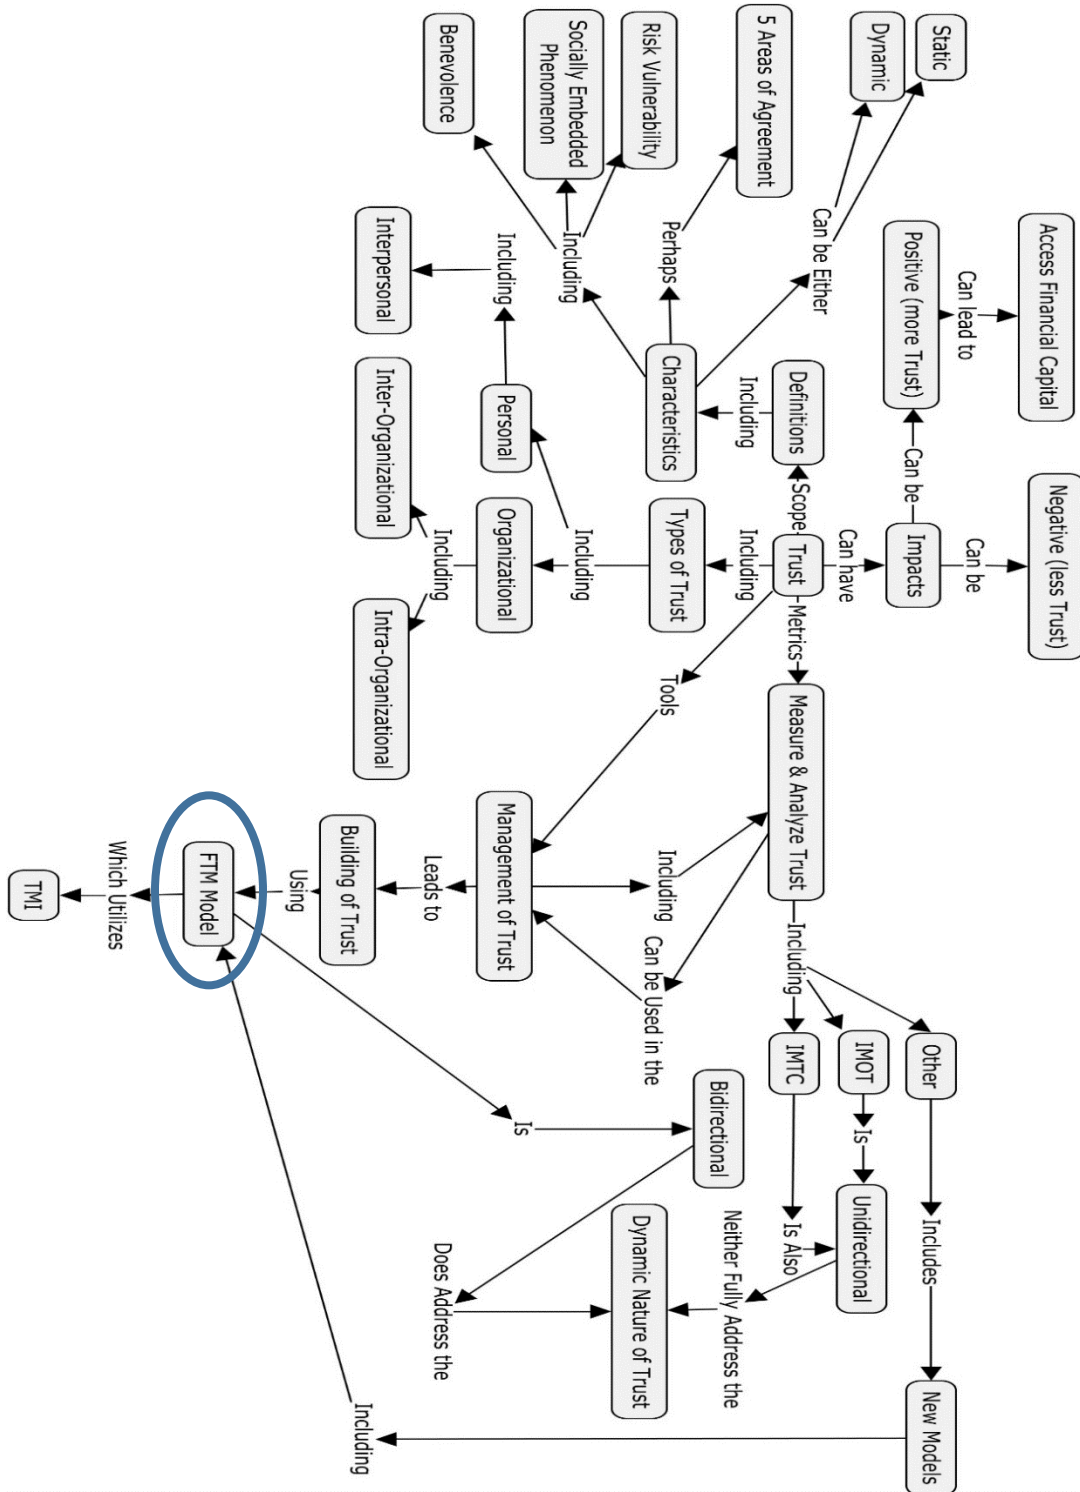 Access Financial Capital
Negative (less Trust)
Can lead to
Can be
Positive (more Trust)
Can be
Impacts
Static
Dynamic
Can be Either
Can have
Other
Includes
New Models
IMOT
Is
Unidirectional
5 Areas of Agreement
Definitions
Scope
Trust
Metrics
Measure & Analyze Trust
Including
IMTC
Is Also
Including
Including
Neither Fully Address the
Bidirectional
Risk Vulnerability
Perhaps
Characteristics
Types of Trust
Tools
Including
Can be Used in the
Dynamic Nature of Trust
Socially Embedded
Phenomenon
Including
Including
Is
Benevolence
Including
Personal
Organizational
Management of Trust
Including
Leads to
Does Address the
Interpersonal
Inter-Organizational
Intra-Organizational
Building of Trust
Including
Using
FTM Model
Which Utilizes
TMI